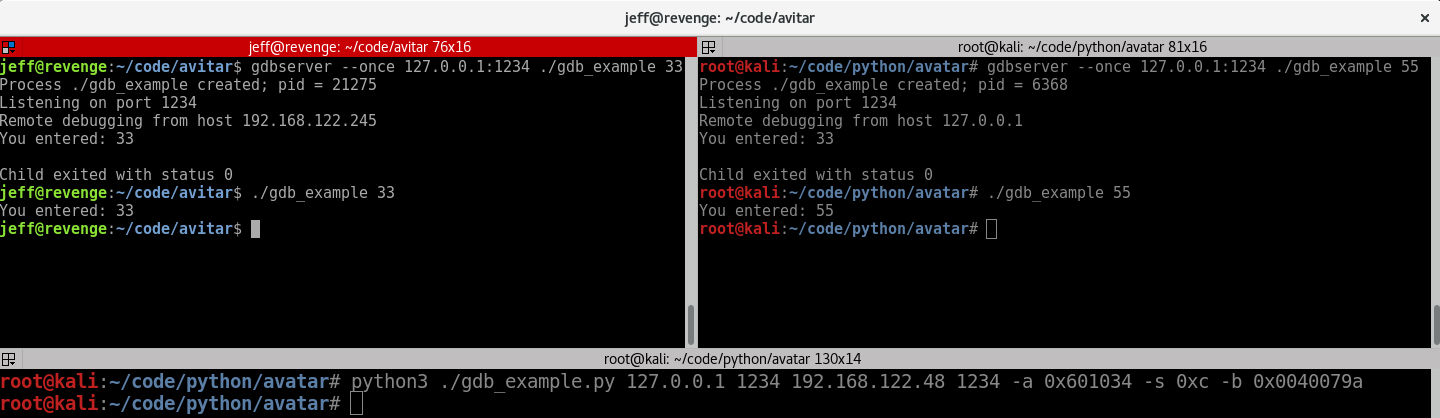 jeff@revenge: ~/code/avitar
×
jeff@revenge: ~/code/avitar 76x16
jeff@revenge:~/code/avitar$ gdbserver --once 127.0.0.1:1234 ./gdb_example 33
Process ./gdb_example created; pid = 21275
Listening on port 1234
Remote debugging from host 192.168.122.245
You entered: 33
Child exited with status 0
jeff@revenge:~/code/avitar$ ./gdb_example 33
You entered: 33
jeff@revenge:~/code/avitar$
root@kali: ~/code/python/avatar 81x16
root@kali:~/code/python/avatar# gdbserver --once 127.0.0.1:1234 ./gdb_example 55
Process ./gdb_example created; pid = 6368
Listening on port 1234
Remote debugging from host 127.0.0.1
You entered: 33
Child exited with status 0
root@kali:~/code/python/avatar# ./gdb_example 55
You entered: 55
root@kali:~/code/python/avatar#
root@kali: ~/code/python/avatar 130x14
root@kali:~/code/python/avatar# python3 ./gdb_example.py 127.0.0.1 1234 192.168.122.48 1234 -a 0x601034 -s 0xc -b 0x0040079a
root@kali:~/code/python/avatar#